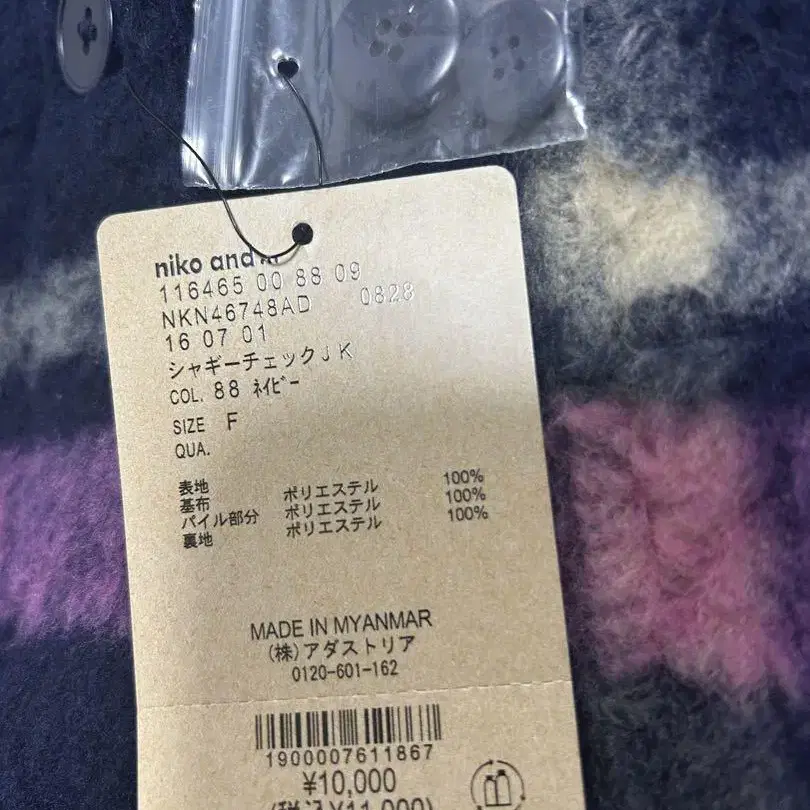 niko and ...
116465 00 88 09
NKN46748AD 0828
16 07 01
シャギーチェックJK
COL. 88 ネイビー
SIZE F
QUA.
表地
基布 ポリエステル 100%
パイル部分 ポリエステル 100%
裏地 ポリエステル 100%
MADE IN MYANMAR
(株)アダストリア
0120-601-162
1900007611867
¥10,000
(税込¥11,000)